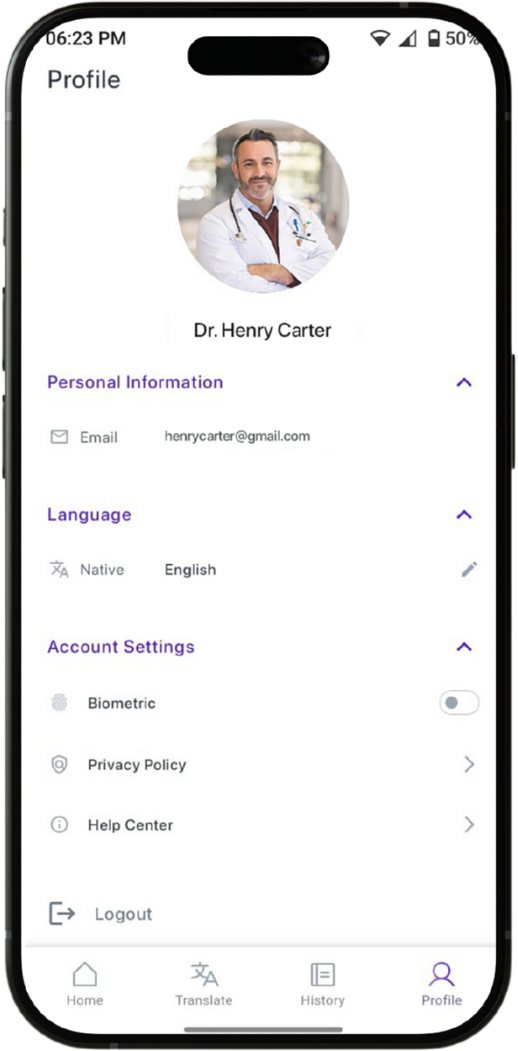 06:23 PM 50%
Profile
Dr. Henry Carter
Personal Information
Email henrycarter@gmail.com
Language
Native English
Account Settings
Biometric
Privacy Policy
Help Center
Logout
Home Translate History Profile